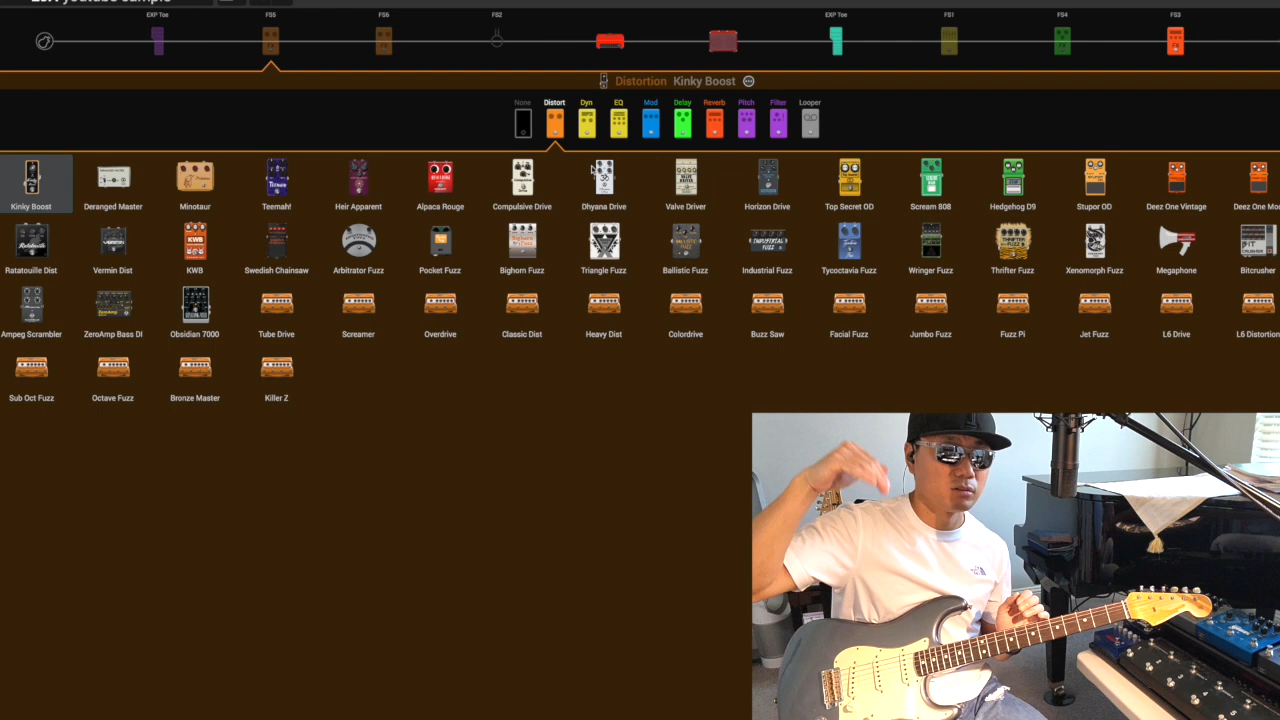 youtube sample
EXP Toe FS5 FS6 FS2 EXP Toe FS1 FS4 FS3
Distortion Kinky Boost
None Distort Dyn EQ Mod Delay Reverb Pitch Filter Looper
Kinky Boost Deranged Master Minotaur Teemah! Heir Apparent Alpaca Rouge Compulsive Drive Dhyana Drive Valve Driver Horizon Drive Top Secret OD Scream 808 Hedgehog D9 Stupor OD Deez One Vintage Deez One Mod
Ratatouille Dist Vermin Dist KWB Swedish Chainsaw Arbitrator Fuzz Pocket Fuzz Bighorn Fuzz Triangle Fuzz Ballistic Fuzz Industrial Fuzz Tycoctavia Fuzz Wringer Fuzz Thrifter Fuzz Xenomorph Fuzz Megaphone Bitcrusher
Ampeg Scrambler ZeroAmp Bass DI Obsidian 7000 Tube Drive Screamer Overdrive Classic Dist Heavy Dist Colordrive Buzz Saw Facial Fuzz Jumbo Fuzz Fuzz Pi Jet Fuzz L6 Drive L6 Distortion
Sub Oct Fuzz Octave Fuzz Bronze Master Killer Z